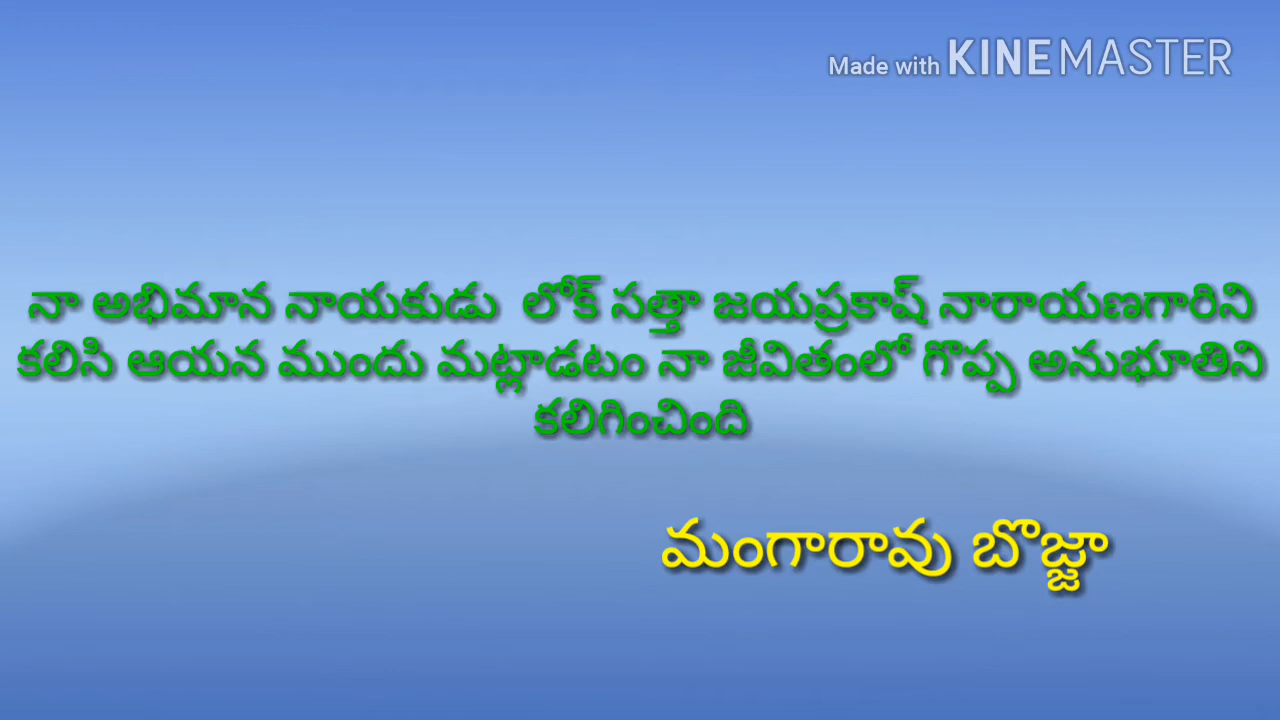 Made with KINEMASTER
నా అభిమాన నాయకుడు లోక్ సత్తా జయప్రకాష్ నారాయణగారిని
కలిసి ఆయన ముందు మట్లాడటం నా జీవితంలో గొప్ప అనుభూతిని
కలిగించింది
మంగారావు బొజ్జా